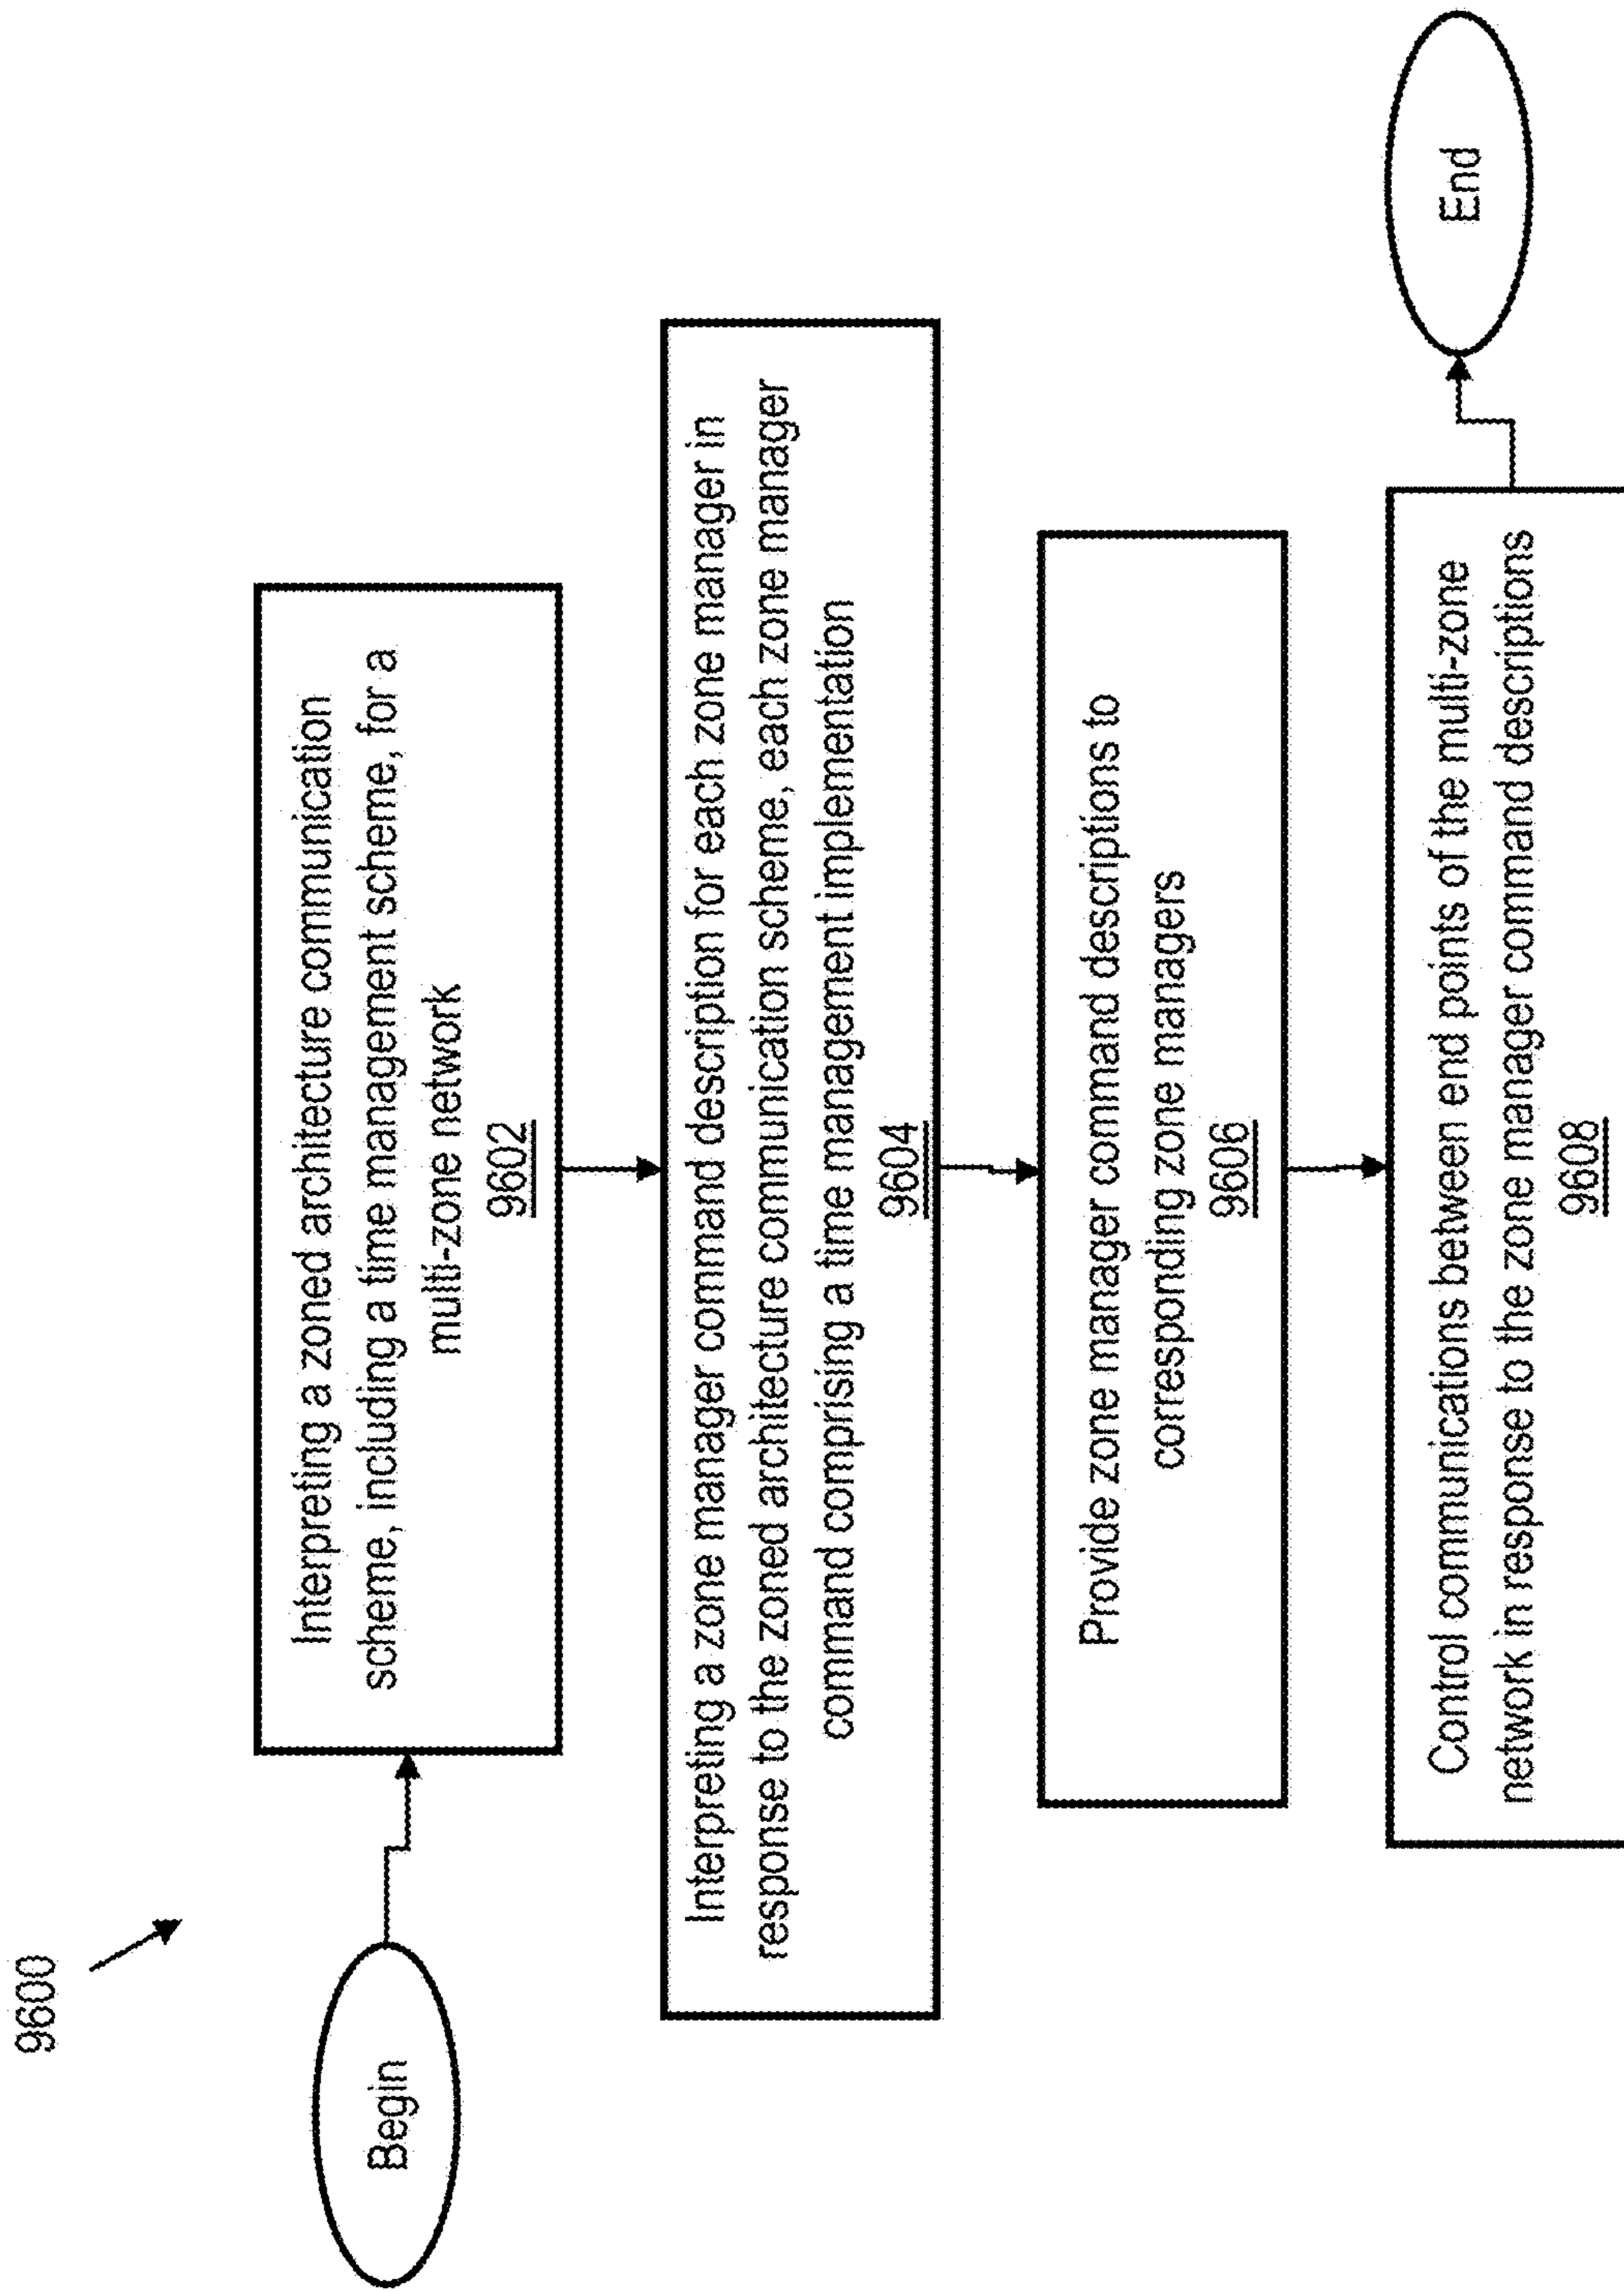 9600
Begin
Interpreting a zoned architecture communication
scheme, including a time management scheme, for a
multi-zone network
9602
Interpreting a zone manager command description for each zone manager in
response to the zoned architecture communication scheme, each zone manager
command comprising a time management implementation
9604
Provide zone manager command descriptions to
corresponding zone managers
9606
Control communications between end points of the multi-zone
network in response to the zone manager command descriptions
9608
End